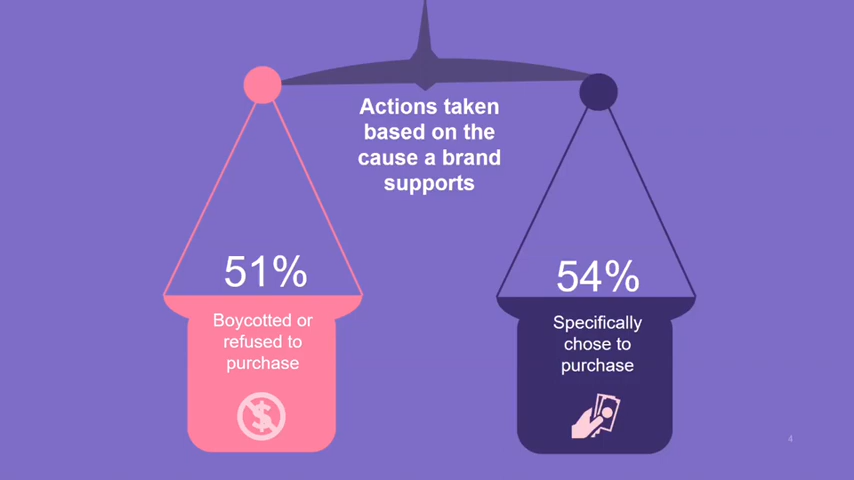 Actions taken
based on the
cause a brand
supports
51%
Boycotted or
refused to
purchase
54%
Specifically
chose to
purchase
4